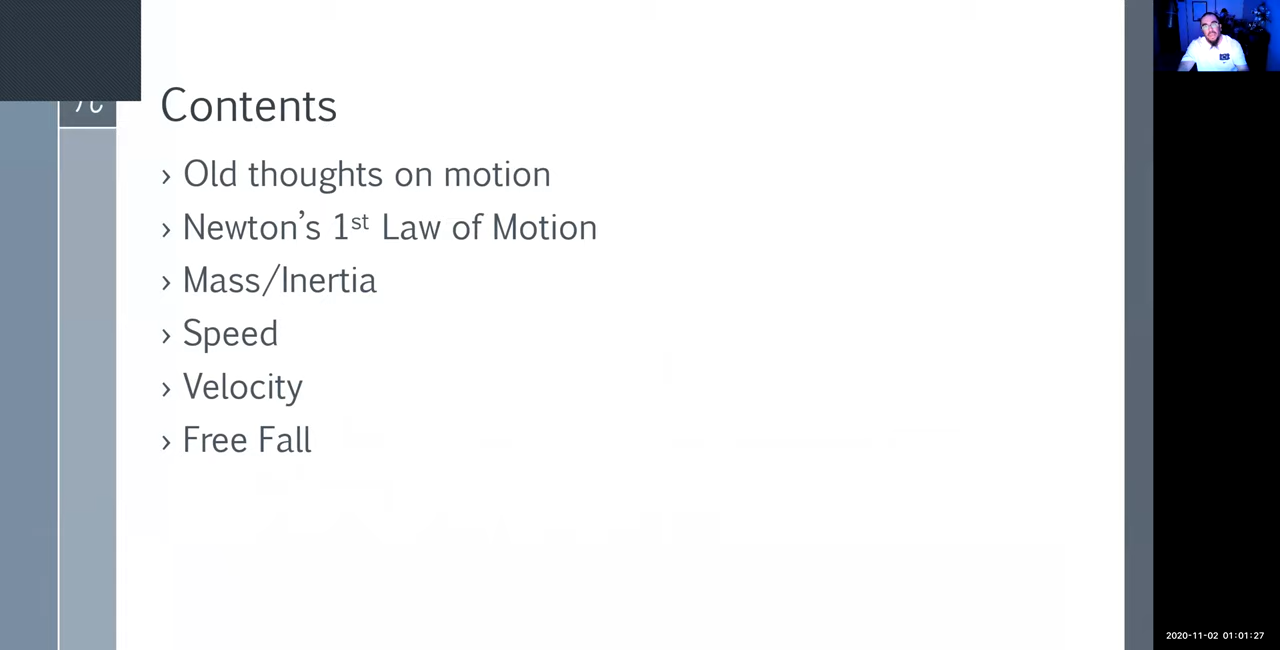 Contents
› Old thoughts on motion
› Newton’s 1st Law of Motion
› Mass/Inertia
› Speed
› Velocity
› Free Fall
2020-11-02 01:01:27